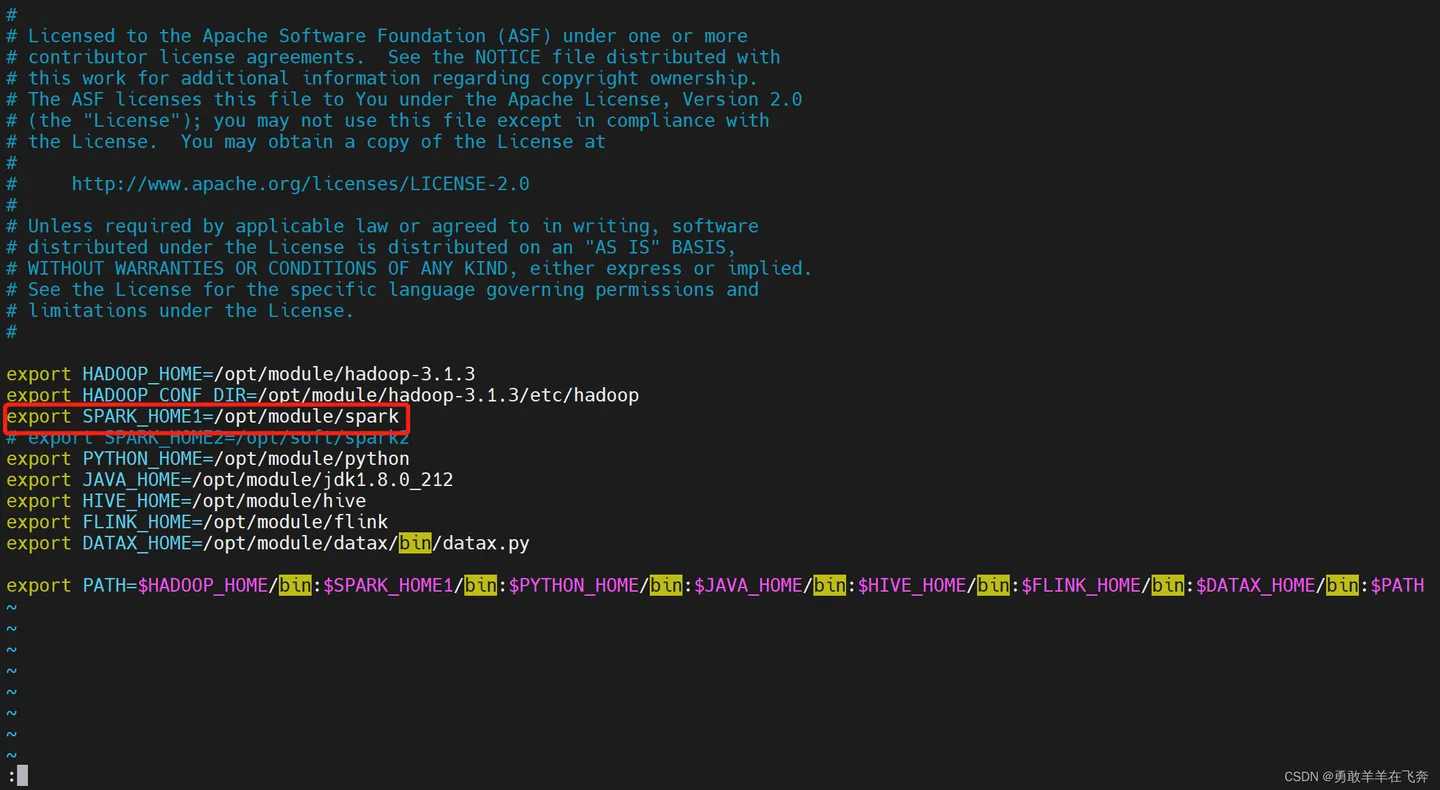 #
# Licensed to the Apache Software Foundation (ASF) under one or more
# contributor license agreements.  See the NOTICE file distributed with
# this work for additional information regarding copyright ownership.
# The ASF licenses this file to You under the Apache License, Version 2.0
# (the "License"); you may not use this file except in compliance with
# the License.  You may obtain a copy of the License at
#
#     http://www.apache.org/licenses/LICENSE-2.0
#
# Unless required by applicable law or agreed to in writing, software
# distributed under the License is distributed on an "AS IS" BASIS,
# WITHOUT WARRANTIES OR CONDITIONS OF ANY KIND, either express or implied.
# See the License for the specific language governing permissions and
# limitations under the License.
#
export HADOOP_HOME=/opt/module/hadoop-3.1.3
export HADOOP_CONF_DIR=/opt/module/hadoop-3.1.3/etc/hadoop
export SPARK_HOME1=/opt/module/spark
# export SPARK_HOME2=/opt/soft/spark2
export PYTHON_HOME=/opt/module/python
export JAVA_HOME=/opt/module/jdk1.8.0_212
export HIVE_HOME=/opt/module/hive
export FLINK_HOME=/opt/module/flink
export DATAX_HOME=/opt/module/datax/bin/datax.py
export PATH=$HADOOP_HOME/bin:$SPARK_HOME1/bin:$PYTHON_HOME/bin:$JAVA_HOME/bin:$HIVE_HOME/bin:$FLINK_HOME/bin:$DATAX_HOME/bin:$PATH
~
~
~
~
~
~
~
~
:
CSDN @勇敢羊羊在飞奔